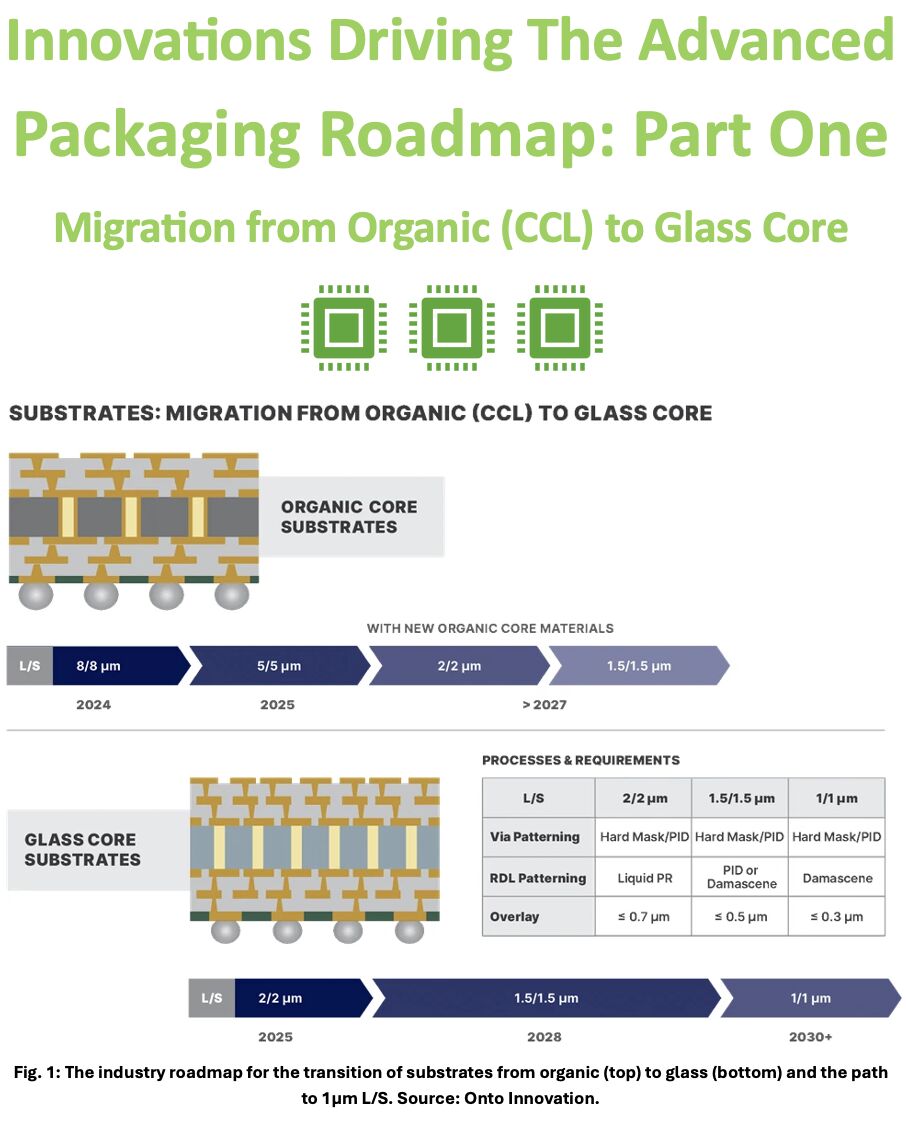 Innovations Driving The Advanced
Packaging Roadmap: Part One
Migration from Organic (CCL) to Glass Core
SUBSTRATES: MIGRATION FROM ORGANIC (CCL) TO GLASS CORE
ORGANIC CORE
SUBSTRATES
WITH NEW ORGANIC CORE MATERIALS
L/S 8/8 µm 5/5 µm 2/2 µm 1.5/1.5 µm
2024 2025 > 2027
PROCESSES & REQUIREMENTS
L/S 2/2 µm 1.5/1.5 µm 1/1 µm
Via Patterning Hard Mask/PID Hard Mask/PID Hard Mask/PID
RDL Patterning Liquid PR PID or Damascene Damascene
Overlay ≤ 0.7 µm ≤ 0.5 µm ≤ 0.3 µm
GLASS CORE
SUBSTRATES
L/S 2/2 µm 1.5/1.5 µm 1/1 µm
2025 2028 2030+
Fig. 1: The industry roadmap for the transition of substrates from organic (top) to glass (bottom) and the path
to 1µm L/S. Source: Onto Innovation.